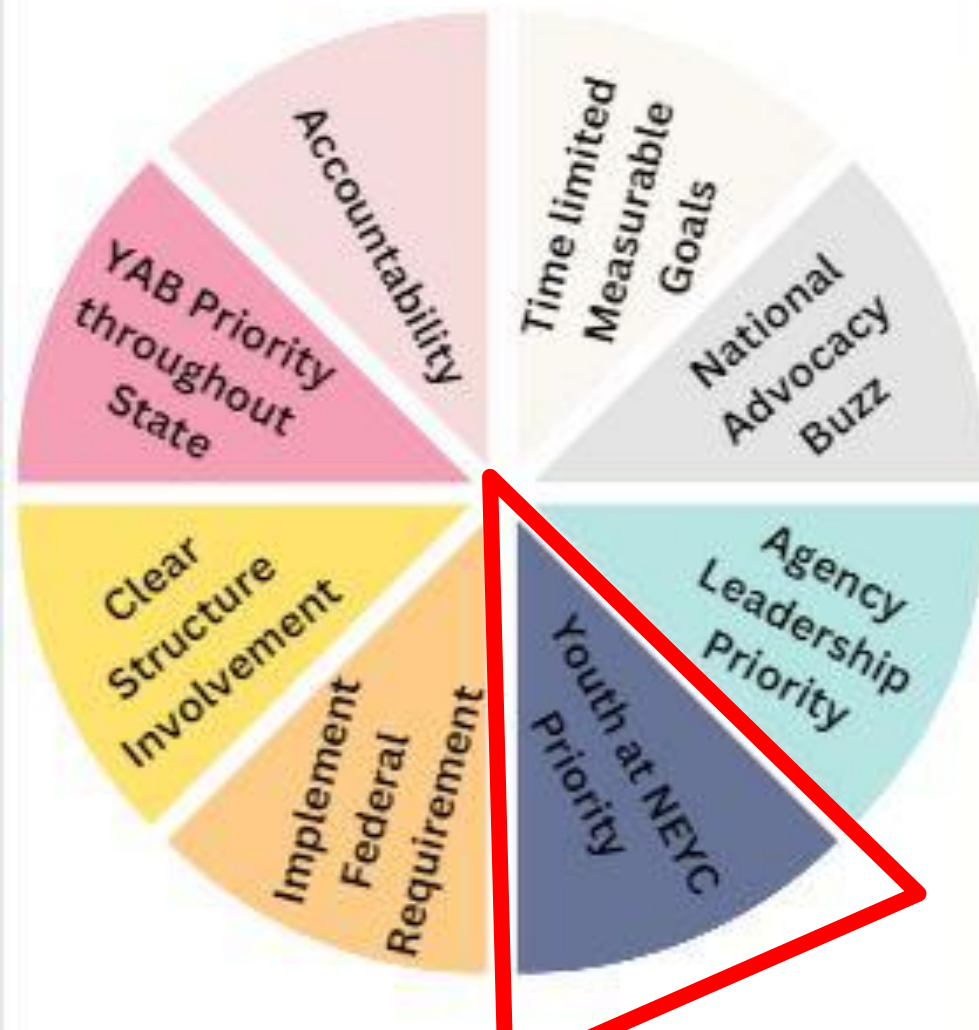 Accountability
Time limited
Measurable
Goals
National
Advocacy
Buzz
Agency
Leadership
Priority
Youth at NEYC
Priority
Implement
Federal
Requirement
Clear
Structure
Involvement
YAB Priority
throughout
State